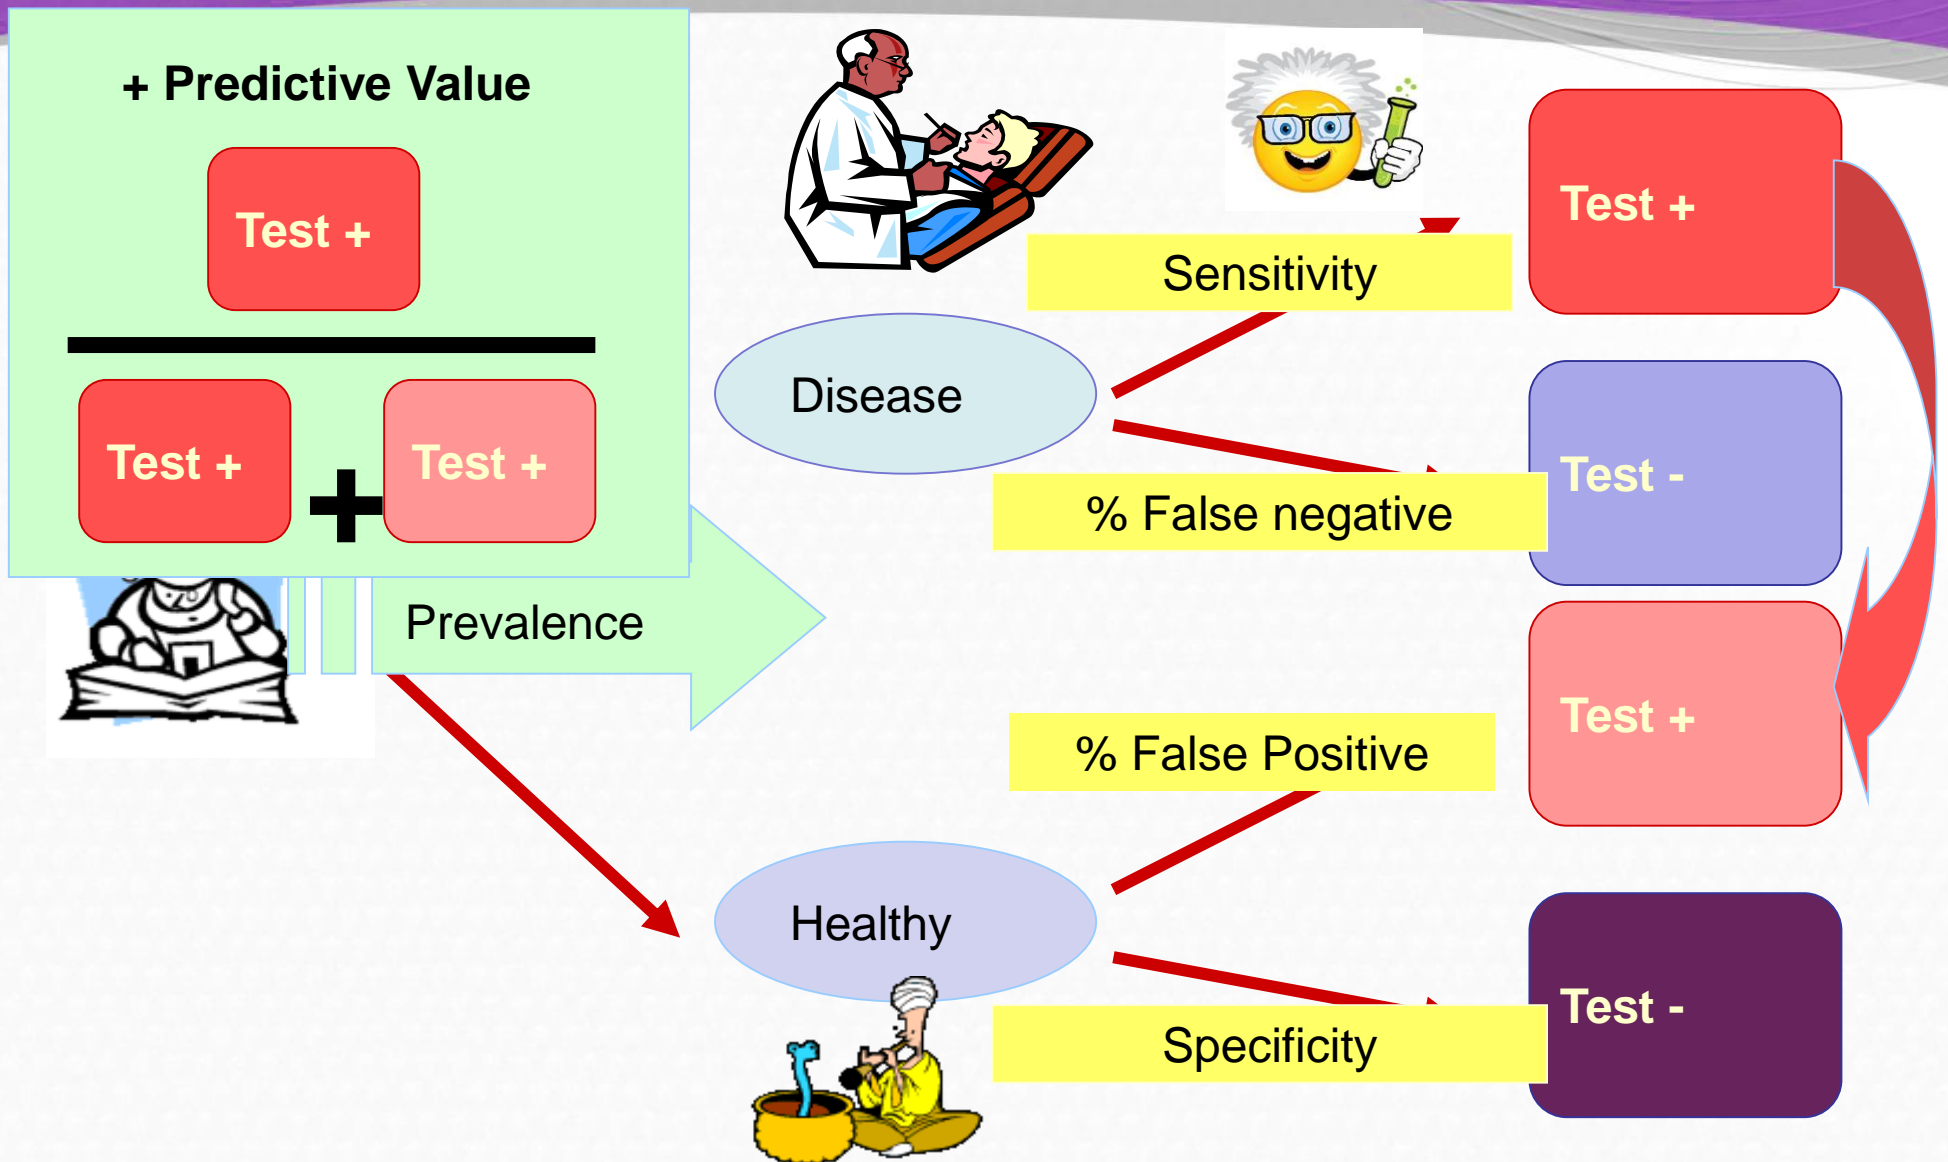 + Predictive Value
Test +
Test +
+
Test +
Prevalence
Disease
Healthy
Sensitivity
% False negative
% False Positive
Specificity
Test +
Test -
Test +
Test -